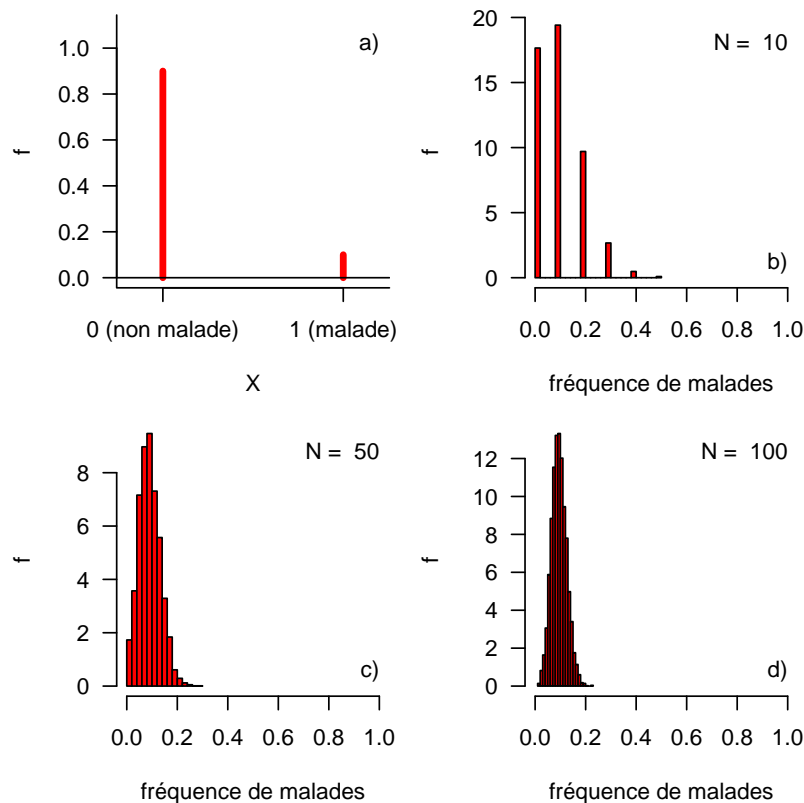 a)
f
1.0
0.8
0.6
0.4
0.2
0.0
0 (non malade) 1 (malade)
X
N = 10
b)
f
20
15
10
5
0
0.0 0.2 0.4 0.6 0.8 1.0
fréquence de malades
N = 50
c)
f
8
6
4
2
0
0.0 0.2 0.4 0.6 0.8 1.0
fréquence de malades
N = 100
d)
f
12
10
8
6
4
2
0
0.0 0.2 0.4 0.6 0.8 1.0
fréquence de malades